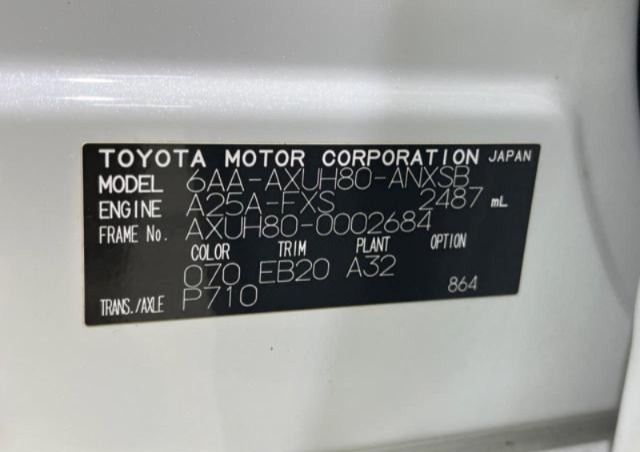 TOYOTA MOTOR CORPORATION JAPAN
MODEL 6AA-AXUH80-ANXSB
ENGINE A25A-FXS 2487 mL
FRAME No. AXUH80-0002684
COLOR TRIM PLANT OPTION
070 EB20 A32
TRANS./AXLE P710 864